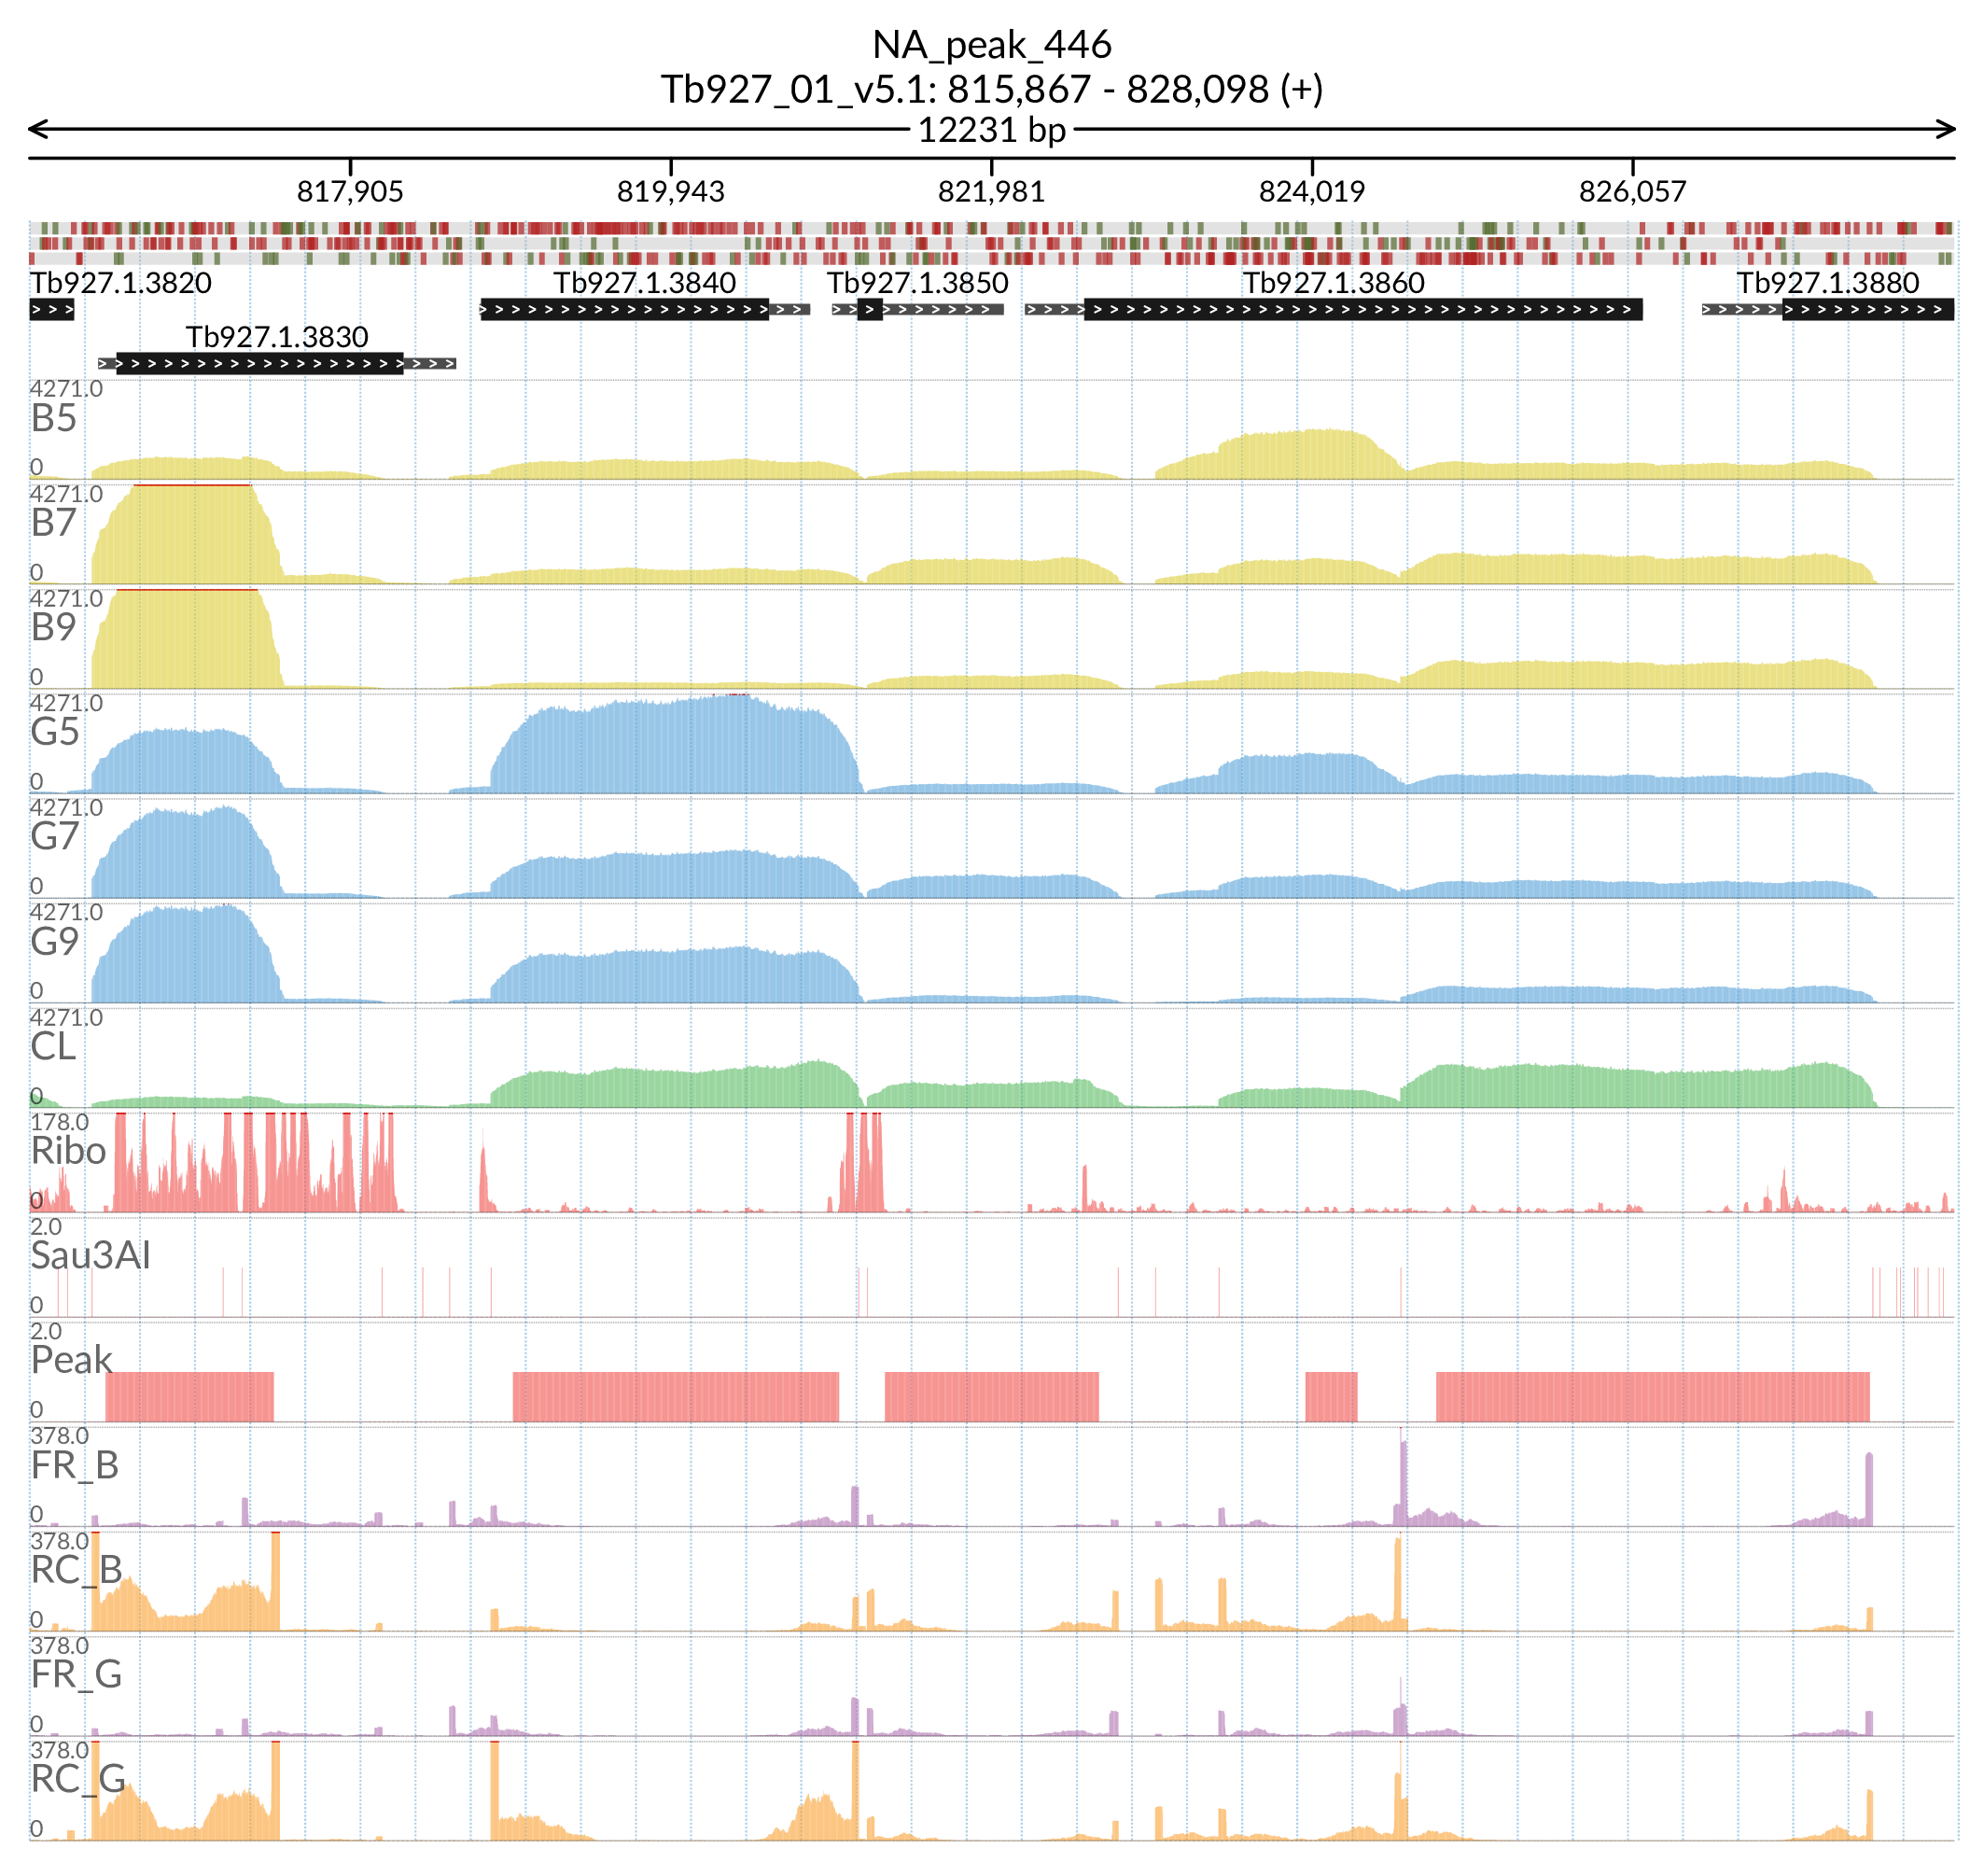 NA_peak_446
Tb927_01_v5.1: 815,867 - 828,098 (+)
12231 bp
817,905 819,943 821,981 824,019 826,057
Tb927.1.3820 Tb927.1.3840 Tb927.1.3850 Tb927.1.3860 Tb927.1.3880
Tb927.1.3830
4271.0
B5
0
4271.0
B7
0
4271.0
B9
0
4271.0
G5
0
4271.0
G7
0
4271.0
G9
0
4271.0
CL
0
178.0
Ribo
0
2.0
Sau3AI
0
2.0
Peak
0
378.0
FR_B
0
378.0
RC_B
0
378.0
FR_G
0
378.0
RC_G
0